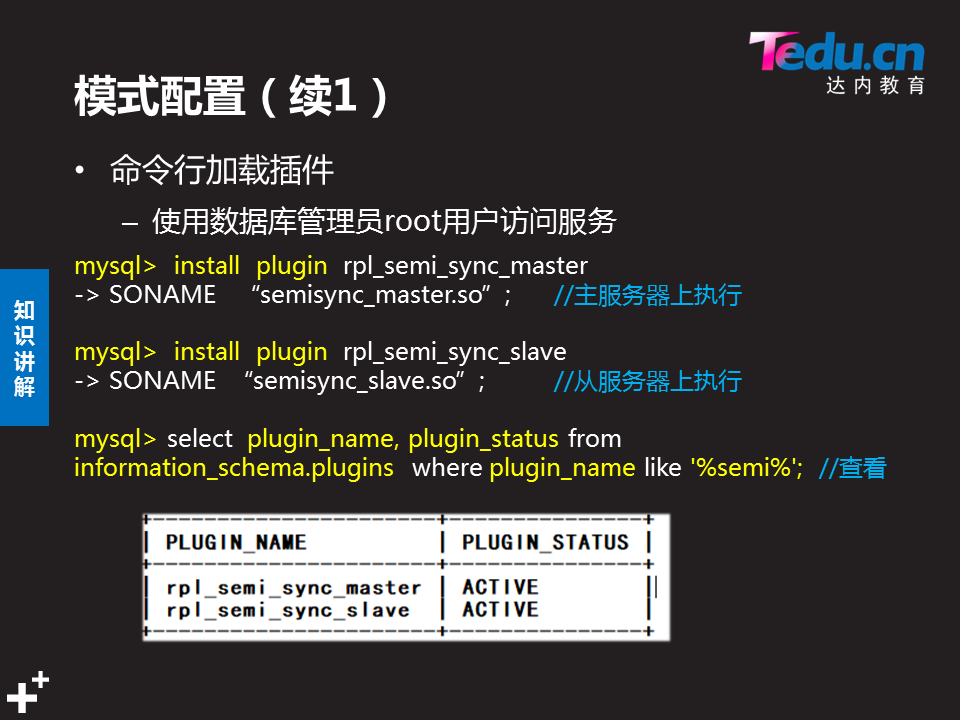 Tedu.cn
达内教育
模式配置（续1）
• 命令行加载插件
– 使用数据库管理员root用户访问服务
mysql> install plugin rpl_semi_sync_master
-> SONAME “semisync_master.so” ; //主服务器上执行
mysql> install plugin rpl_semi_sync_slave
-> SONAME “semisync_slave.so” ; //从服务器上执行
mysql> select plugin_name, plugin_status from
information_schema.plugins where plugin_name like '%semi%'; //查看
知识讲解
+----------------------+---------------+
| PLUGIN_NAME | PLUGIN_STATUS |
+----------------------+---------------+
| rpl_semi_sync_master | ACTIVE |
| rpl_semi_sync_slave | ACTIVE |
+----------------------+---------------+